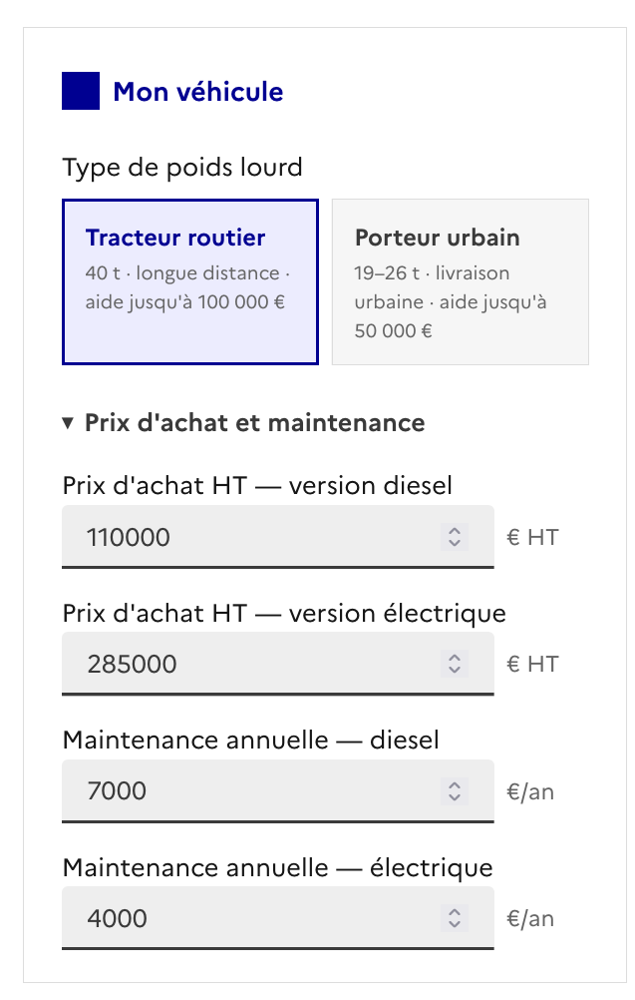 Mon véhicule
Type de poids lourd
Tracteur routier
40 t · longue distance ·
aide jusqu'à 100 000 €
Porteur urbain
19–26 t · livraison
urbaine · aide jusqu'à
50 000 €
▼ Prix d'achat et maintenance
Prix d'achat HT — version diesel
110000 € HT
Prix d'achat HT — version électrique
285000 € HT
Maintenance annuelle — diesel
7000 €/an
Maintenance annuelle — électrique
4000 €/an